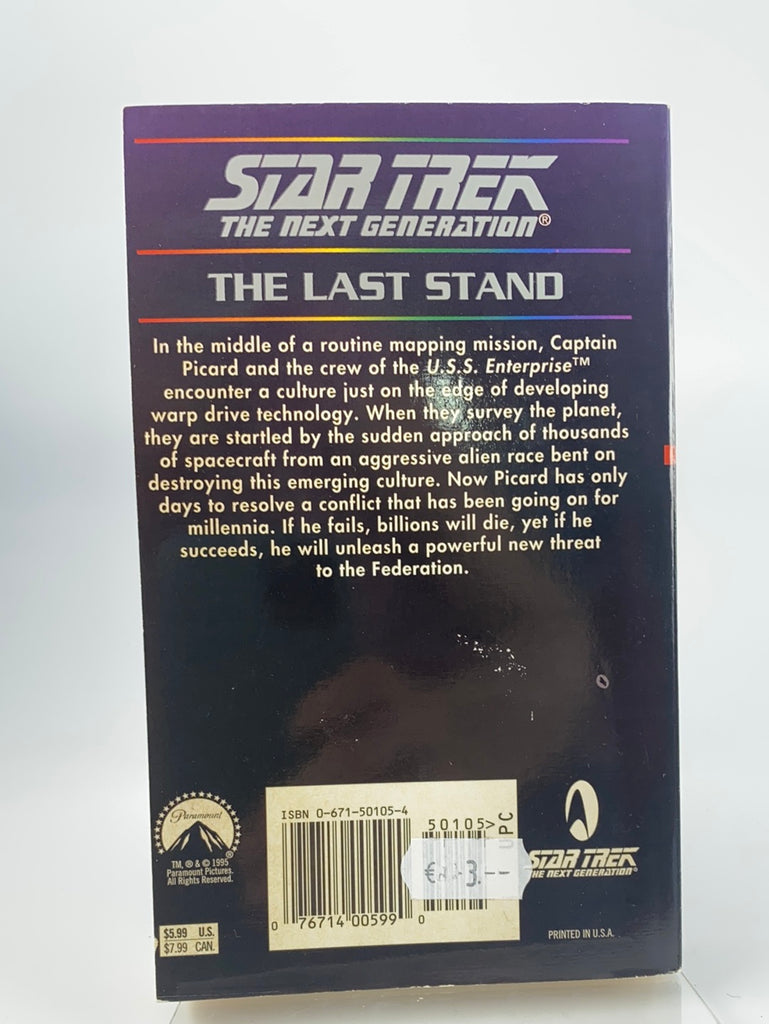 STAR TREK
THE NEXT GENERATION®
THE LAST STAND
In the middle of a routine mapping mission, Captain
Picard and the crew of the U.S.S. Enterprise™
encounter a culture just on the edge of developing
warp drive technology. When they survey the planet,
they are startled by the sudden approach of thousands
of spacecraft from an aggressive alien race bent on
destroying this emerging culture. Now Picard has only
days to resolve a conflict that has been going on for
millennia. If he fails, billions will die, yet if he
succeeds, he will unleash a powerful new threat
to the Federation.
Paramount
TM, ® & © 1995
Paramount Pictures.
All Rights Reserved.
$5.99 U.S.
$7.99 CAN.
ISBN 0-671-50105-4
50105>
UPC
€ 3.--
0 76714 00599 0
STAR TREK
THE NEXT GENERATION®
PRINTED IN U.S.A.